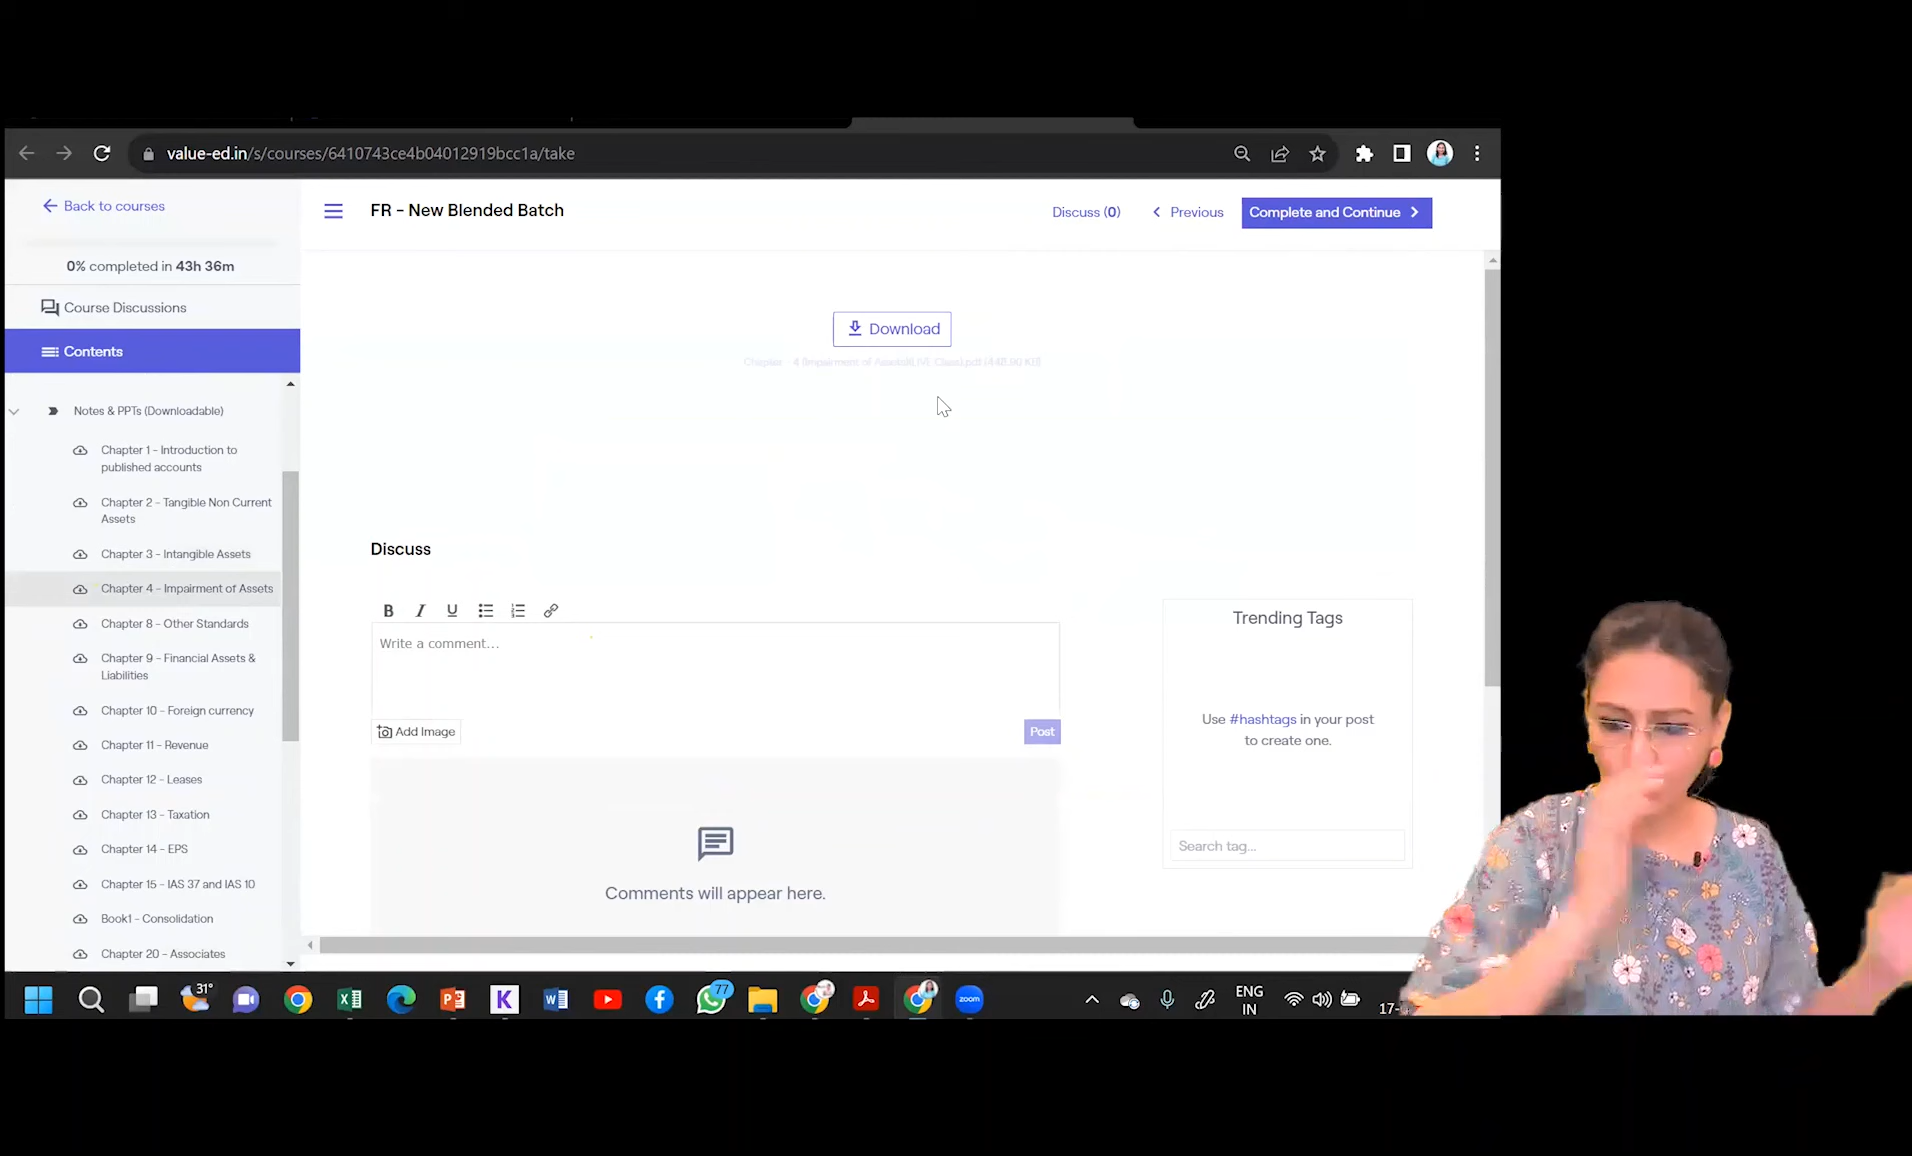 value-ed.in/s/courses/6410743ce4b04012919bcc1a/take
Back to courses
FR - New Blended Batch
Discuss (0)
Previous
Complete and Continue
0% completed in 43h 36m
Course Discussions
Contents
Notes & PPTs (Downloadable)
Chapter 1 - Introduction to
published accounts
Chapter 2 - Tangible Non Current
Assets
Chapter 3 - Intangible Assets
Chapter 4 - Impairment of Assets
Chapter 8 - Other Standards
Chapter 9 - Financial Assets &
Liabilities
Chapter 10 - Foreign currency
Chapter 11 - Revenue
Chapter 12 - Leases
Chapter 13 - Taxation
Chapter 14 - EPS
Chapter 15 - IAS 37 and IAS 10
Book1 - Consolidation
Chapter 20 - Associates
Download
Discuss
B I U
Write a comment...
Add Image
Post
Comments will appear here.
Trending Tags
Use #hashtags in your post
to create one.
Search tag...
31°
K
77
zoom
ENG
IN
17-